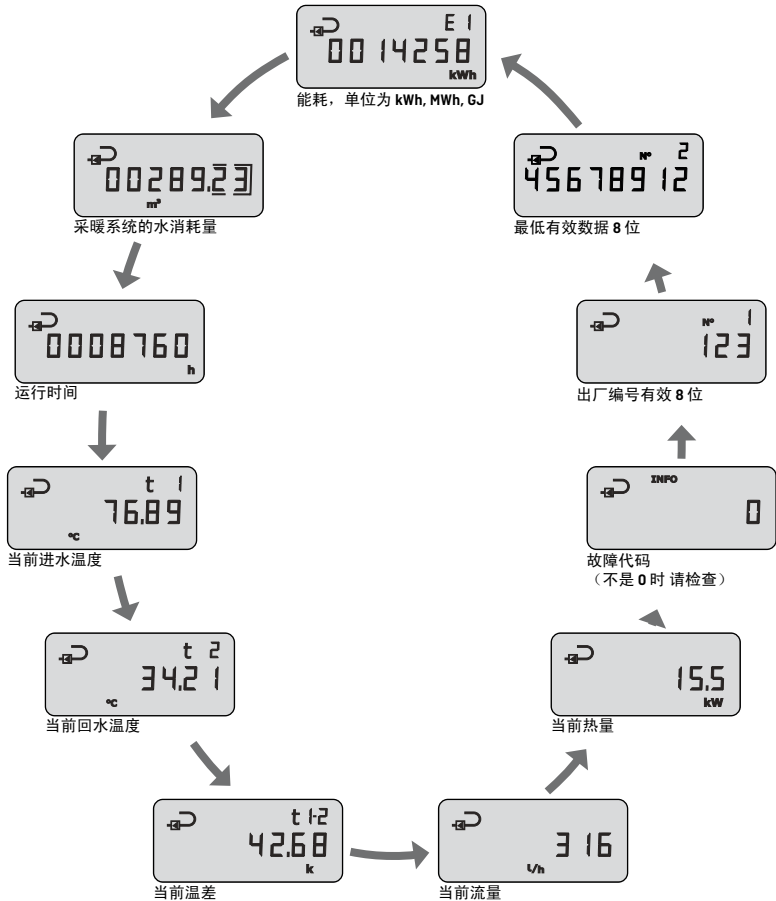 E 1
0014258
kWh
能耗，单位为 kWh, MWh, GJ
00289.23
m³
采暖系统的水消耗量
0008760
h
运行时间
t 1
76.89
°C
当前进水温度
t 2
34.21
°C
当前回水温度
t 1-2
42.68
k
当前温差
316
l/h
当前流量
15.5
kW
当前热量
INFO
0
故障代码
（不是 0 时 请检查）
Nº 1
123
出厂编号有效 8 位
Nº 2
45678912
最低有效数据 8 位